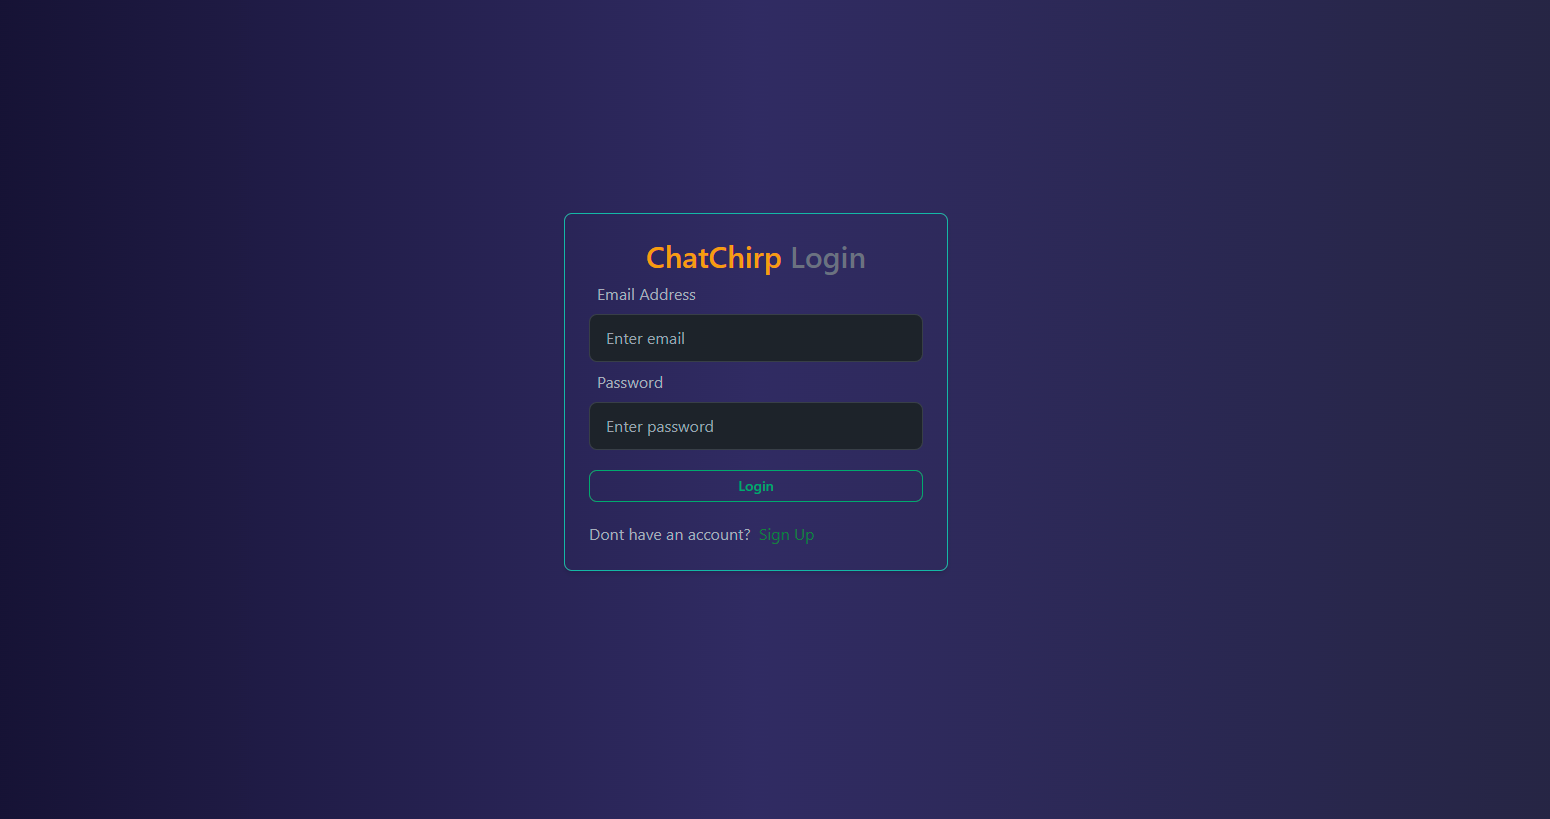 ChatChirp Login
Email Address
Enter email
Password
Enter password
Login
Dont have an account? Sign Up